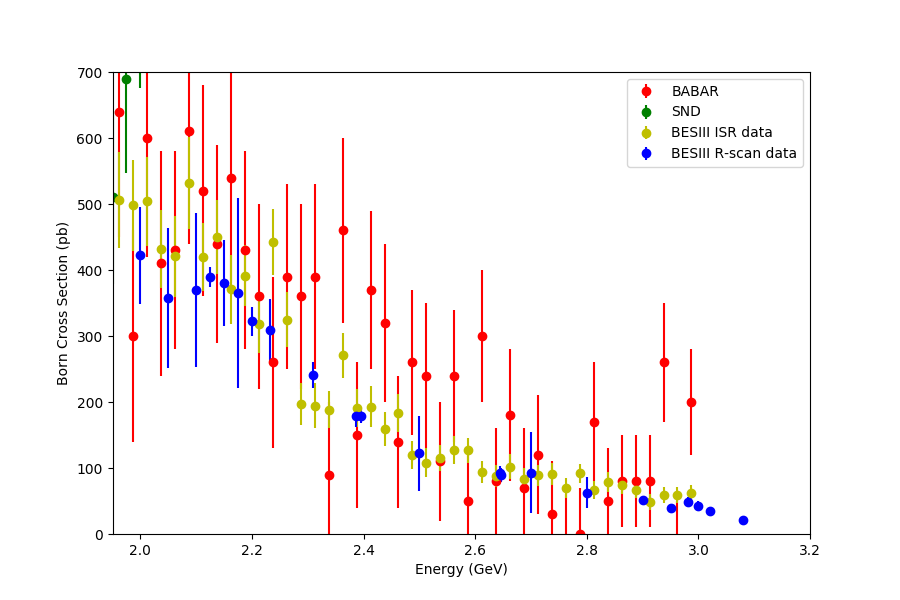 700
600
500
400
300
200
100
0
Born Cross Section (pb)
BABAR
SND
BESIII ISR data
BESIII R-scan data
2.0 2.2 2.4 2.6 2.8 3.0 3.2
Energy (GeV)